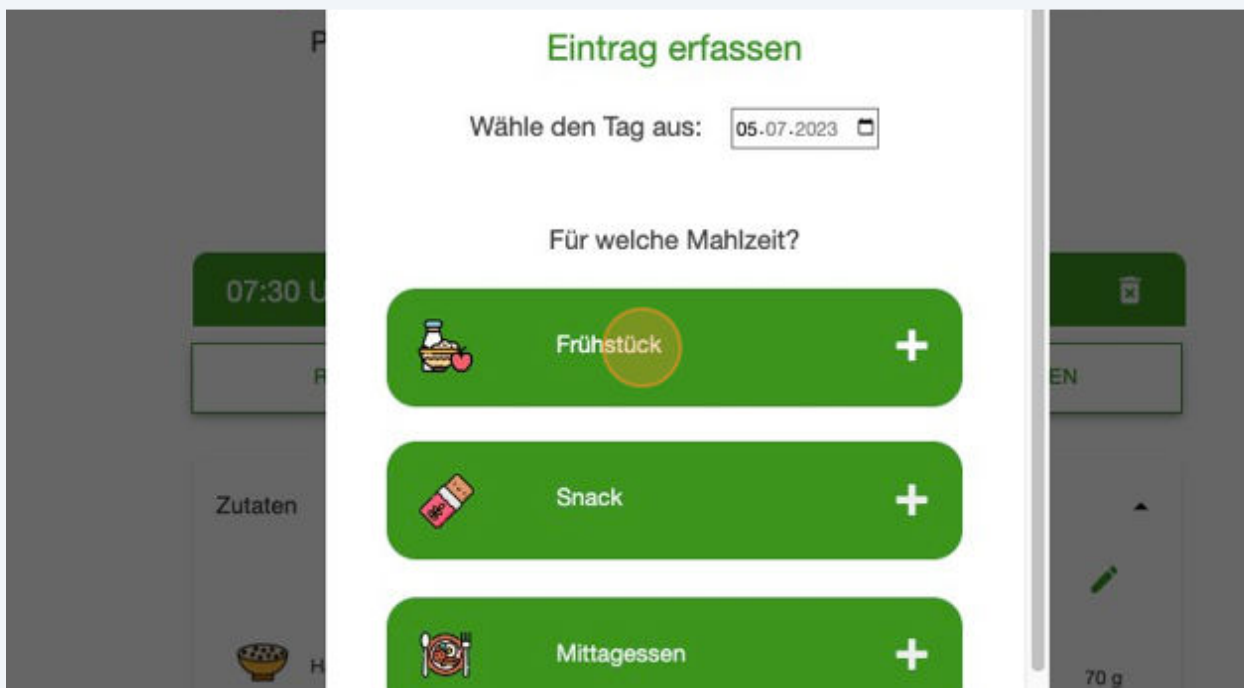 Eintrag erfassen
Wähle den Tag aus: 05.07.2023
Für welche Mahlzeit?
07:30
Frühstück
Snack
Zutaten
Mittagessen
70 g